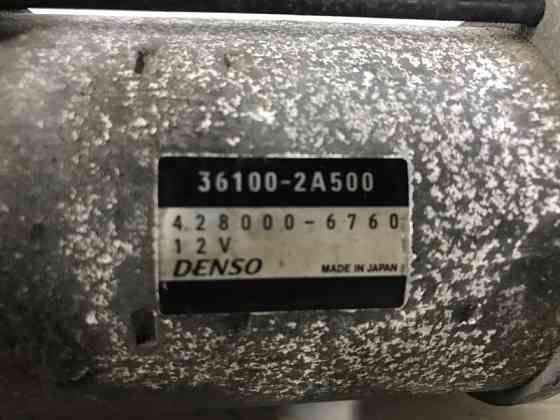 36100-2A500
428000-6760
12V
DENSO MADE IN JAPAN